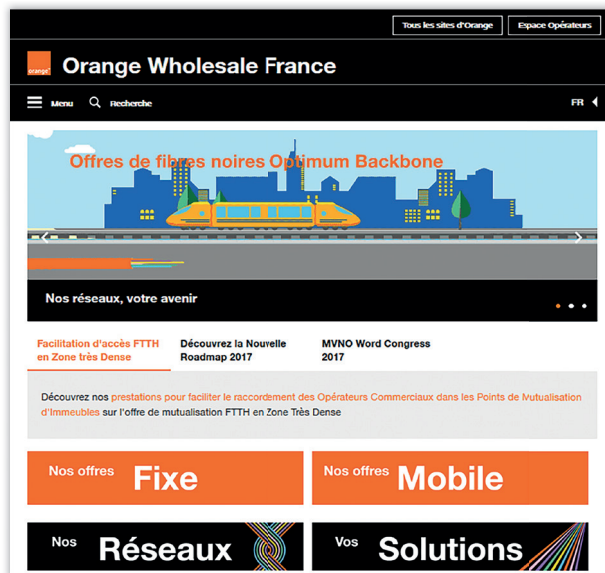 Tous les sites d'Orange
Espace Opérateurs
orange™
Orange Wholesale France
Menu
Recherche
FR
Offres de fibres noires Optimum Backbone
Nos réseaux, votre avenir
Facilitation d'accès FTTH
en Zone très Dense
Découvrez la Nouvelle
Roadmap 2017
MVNO Word Congress
2017
Découvrez nos prestations pour faciliter le raccordement des Opérateurs Commerciaux dans les Points de Mutualisation
d'Immeubles sur l'offre de mutualisation FTTH en Zone Très Dense
Nos offres Fixe
Nos offres Mobile
Nos Réseaux
Vos Solutions